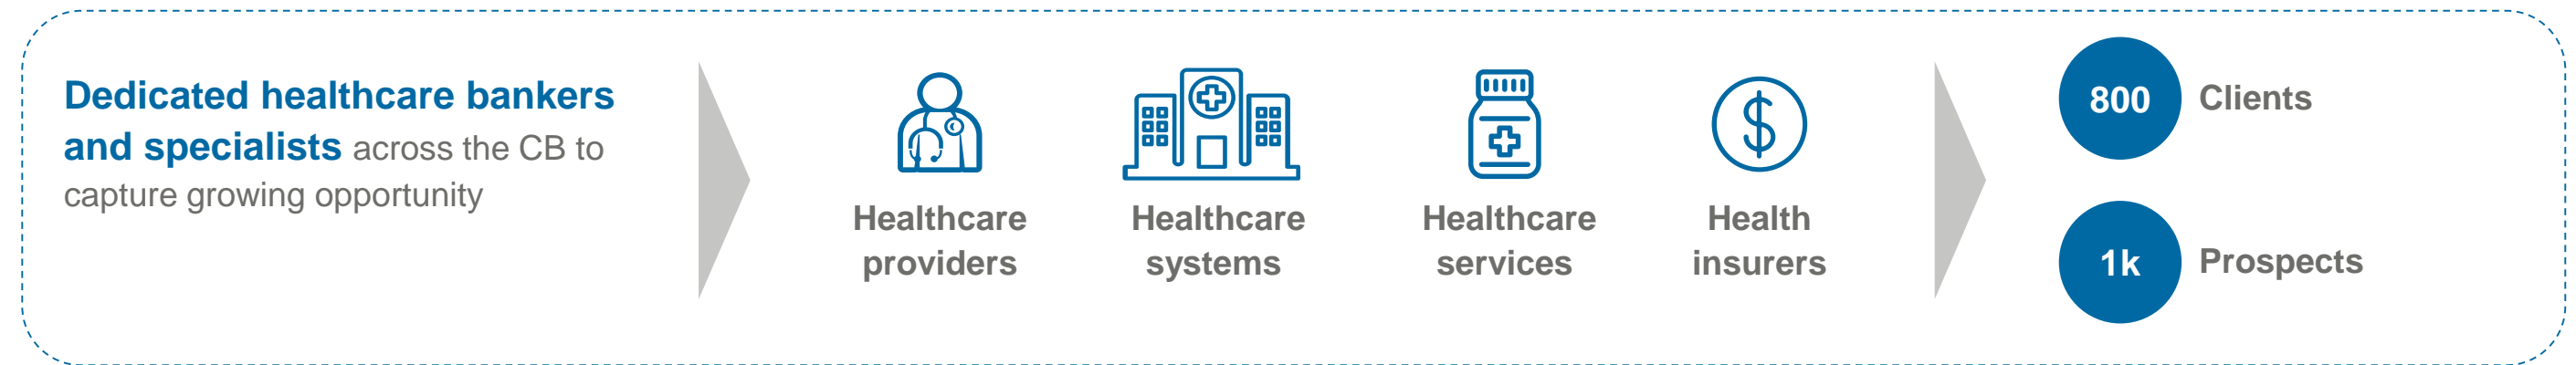 Dedicated healthcare bankers
and specialists across the CB to
capture growing opportunity
Healthcare
providers
Healthcare
systems
Healthcare
services
Health
insurers
800 Clients
1k Prospects